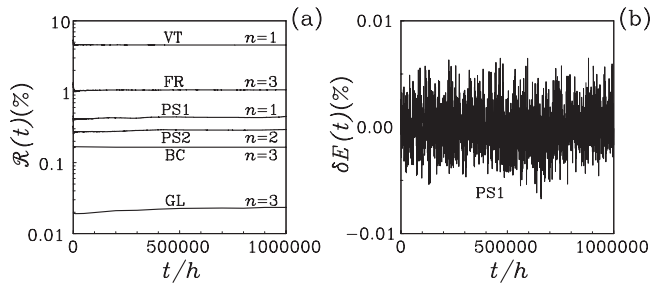 (a)
10
1
0.1
0.01
ℛ(t)(%)
VT n=1
FR n=3
PS1 n=1
PS2 n=2
BC n=3
GL n=3
0 500000 1000000
t/h
(b)
0.01
0.00
−0.01
δE(t)(%)
PS1
0 500000 1000000
t/h